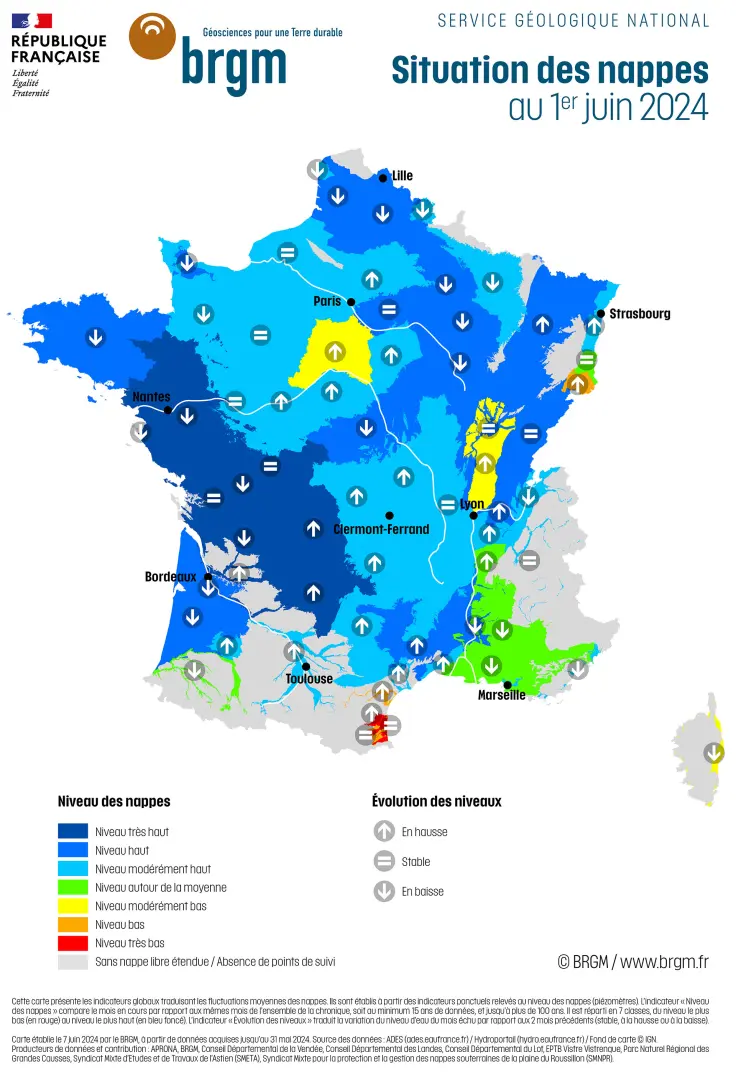 RÉPUBLIQUE
FRANÇAISE
Liberté
Égalité
Fraternité
Géosciences pour une Terre durable
brgm
SERVICE GÉOLOGIQUE NATIONAL
Situation des nappes
au 1er juin 2024
Lille
Paris
Strasbourg
Nantes
Lyon
Clermont-Ferrand
Bordeaux
Toulouse
Marseille
Niveau des nappes
Niveau très haut
Niveau haut
Niveau modérément haut
Niveau autour de la moyenne
Niveau modérément bas
Niveau bas
Niveau très bas
Sans nappe libre étendue / Absence de points de suivi
Évolution des niveaux
En hausse
Stable
En baisse
© BRGM / www.brgm.fr
Cette carte présente les indicateurs globaux traduisant les fluctuations moyennes des nappes. Ils sont établis à partir des indicateurs ponctuels relevés au niveau des nappes (piézomètres). L'indicateur « Niveau
des nappes » compare le mois en cours par rapport aux mêmes mois de l'ensemble de la chronique, soit au minimum 15 ans de données, et jusqu'à plus de 100 ans. Il est réparti en 7 classes, du niveau le plus
bas (en rouge) au niveau le plus haut (en bleu foncé). L'indicateur « Évolution des niveaux » traduit la variation du niveau d'eau du mois échu par rapport aux 2 mois précédents (stable, à la hausse ou à la baisse).
Carte établie le 7 juin 2024 par le BRGM, à partir de données acquises jusqu'au 31 mai 2024. Source des données : ADES (ades.eaufrance.fr) / Hydroportail (hydro.eaufrance.fr) / Fond de carte © IGN.
Producteurs de données et contribution : APRONA, BRGM, Conseil Départemental de la Vendée, Conseil Départemental des Landes, Conseil Départemental du Lot, EPTB Vistre Vistrenque, Parc Naturel Régional des
Grandes Causses, Syndicat Mixte d'Etudes et de Travaux de l'Astien (SMETA), Syndicat Mixte pour la protection et la gestion des nappes souterraines de la plaine du Roussillon (SMNPR).